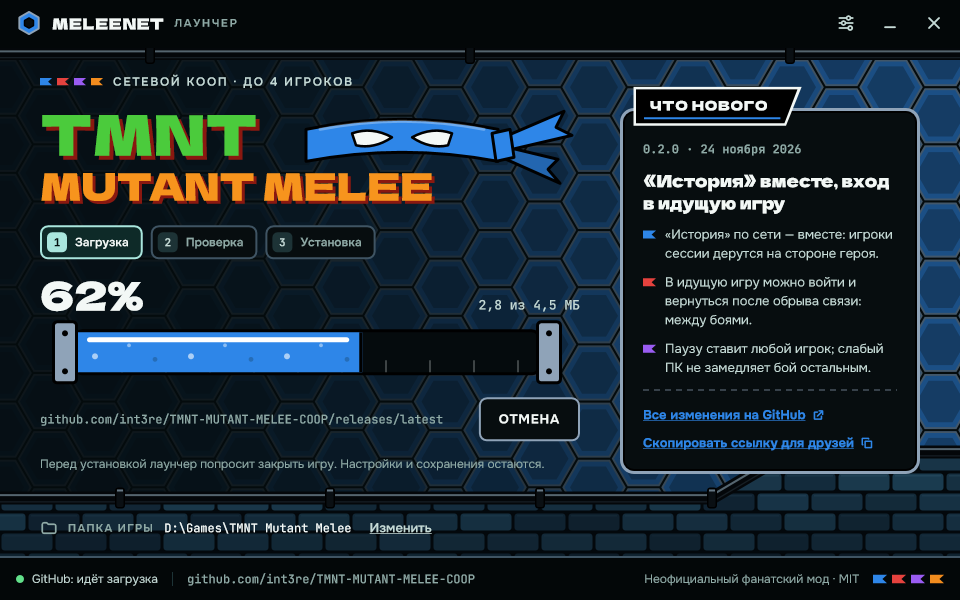 MELEENET ЛАУНЧЕР
СЕТЕВОЙ КООП · ДО 4 ИГРОКОВ
TMNT
MUTANT MELEE
1 Загрузка 2 Проверка 3 Установка
62%
2,8 из 4,5 МБ
github.com/int3re/TMNT-MUTANT-MELEE-COOP/releases/latest
ОТМЕНА
Перед установкой лаунчер попросит закрыть игру. Настройки и сохранения остаются.
ЧТО НОВОГО
0.2.0 · 24 ноября 2026
«История» вместе, вход
в идущую игру
«История» по сети — вместе: игроки
сессии дерутся на стороне героя.
В идущую игру можно войти и
вернуться после обрыва связи:
между боями.
Паузу ставит любой игрок; слабый
ПК не замедляет бой остальным.
Все изменения на GitHub
Скопировать ссылку для друзей
ПАПКА ИГРЫ D:\Games\TMNT Mutant Melee Изменить
GitHub: идёт загрузка github.com/int3re/TMNT-MUTANT-MELEE-COOP
Неофициальный фанатский мод · MIT